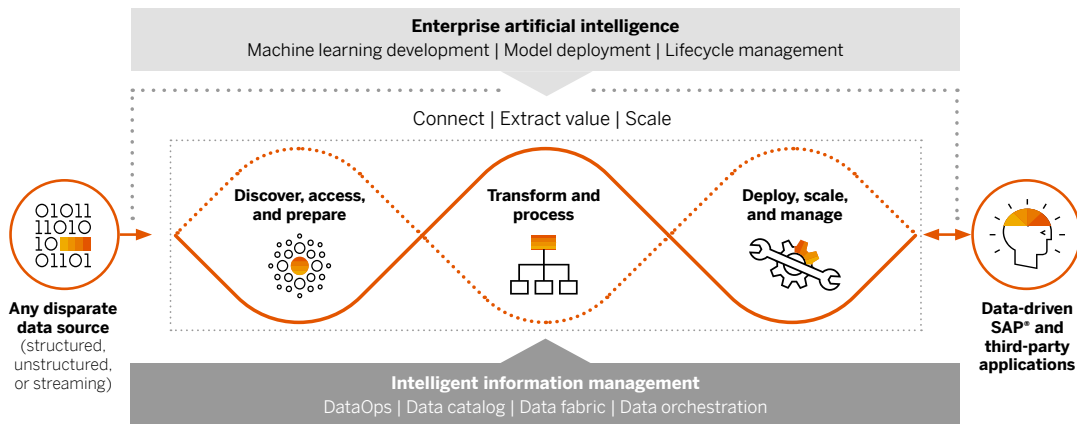 Enterprise artificial intelligence
Machine learning development | Model deployment | Lifecycle management
Connect | Extract value | Scale
Discover, access,
and prepare
Transform and
process
Deploy, scale,
and manage
01011
11010
10
01101
Any disparate
data source
(structured,
unstructured,
or streaming)
Data-driven
SAP® and
third-party
applications
Intelligent information management
DataOps | Data catalog | Data fabric | Data orchestration